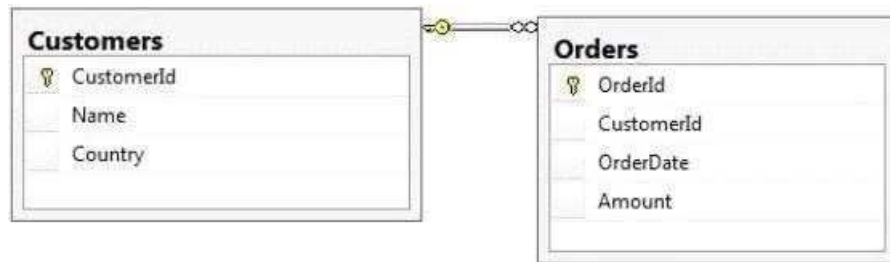 Customers
CustomerId
Name
Country
Orders
OrderId
CustomerId
OrderDate
Amount